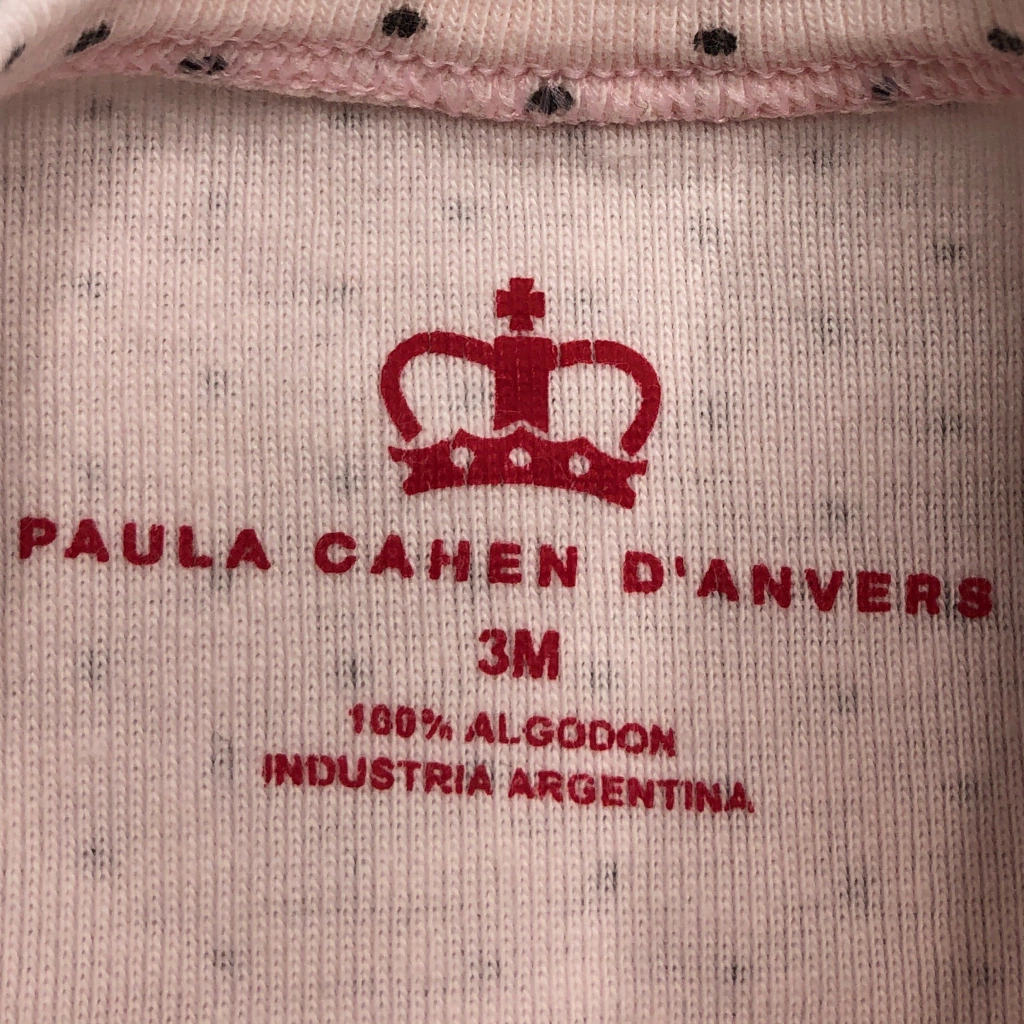 PAULA CAHEN D'ANVERS
3M
100% ALGODON
INDUSTRIA ARGENTINA